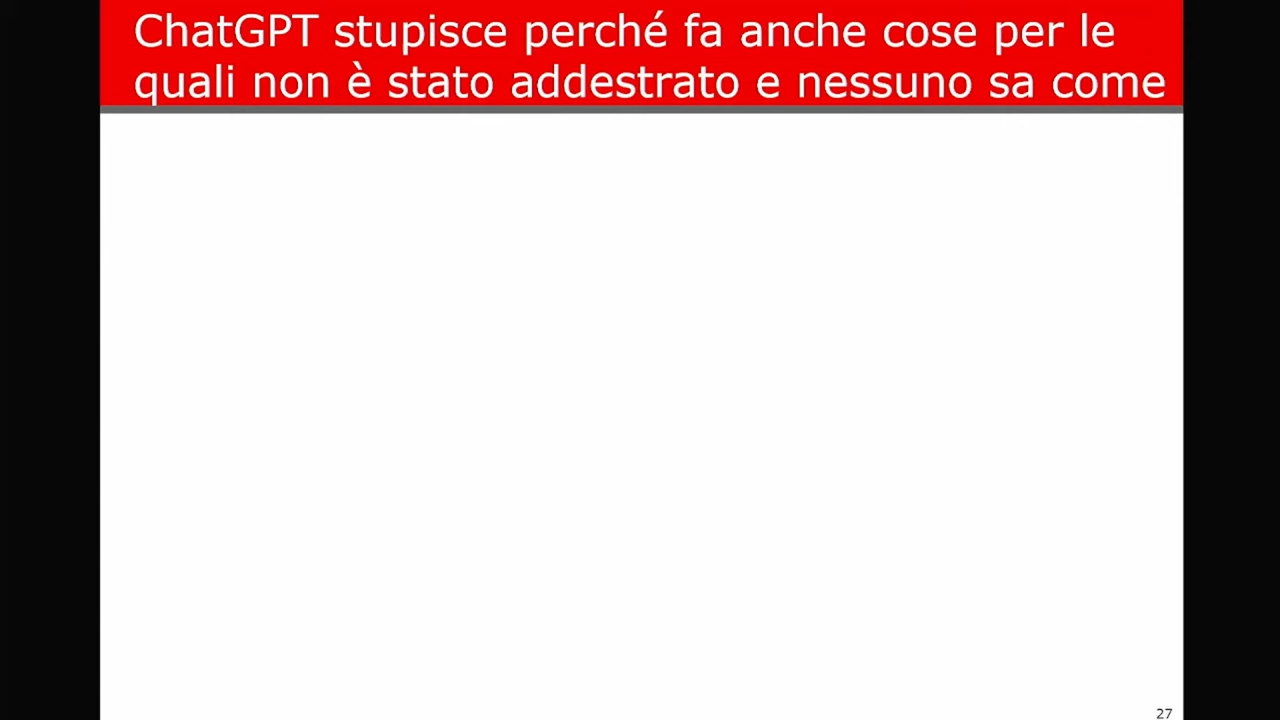 ChatGPT stupisce perché fa anche cose per le
quali non è stato addestrato e nessuno sa come
27